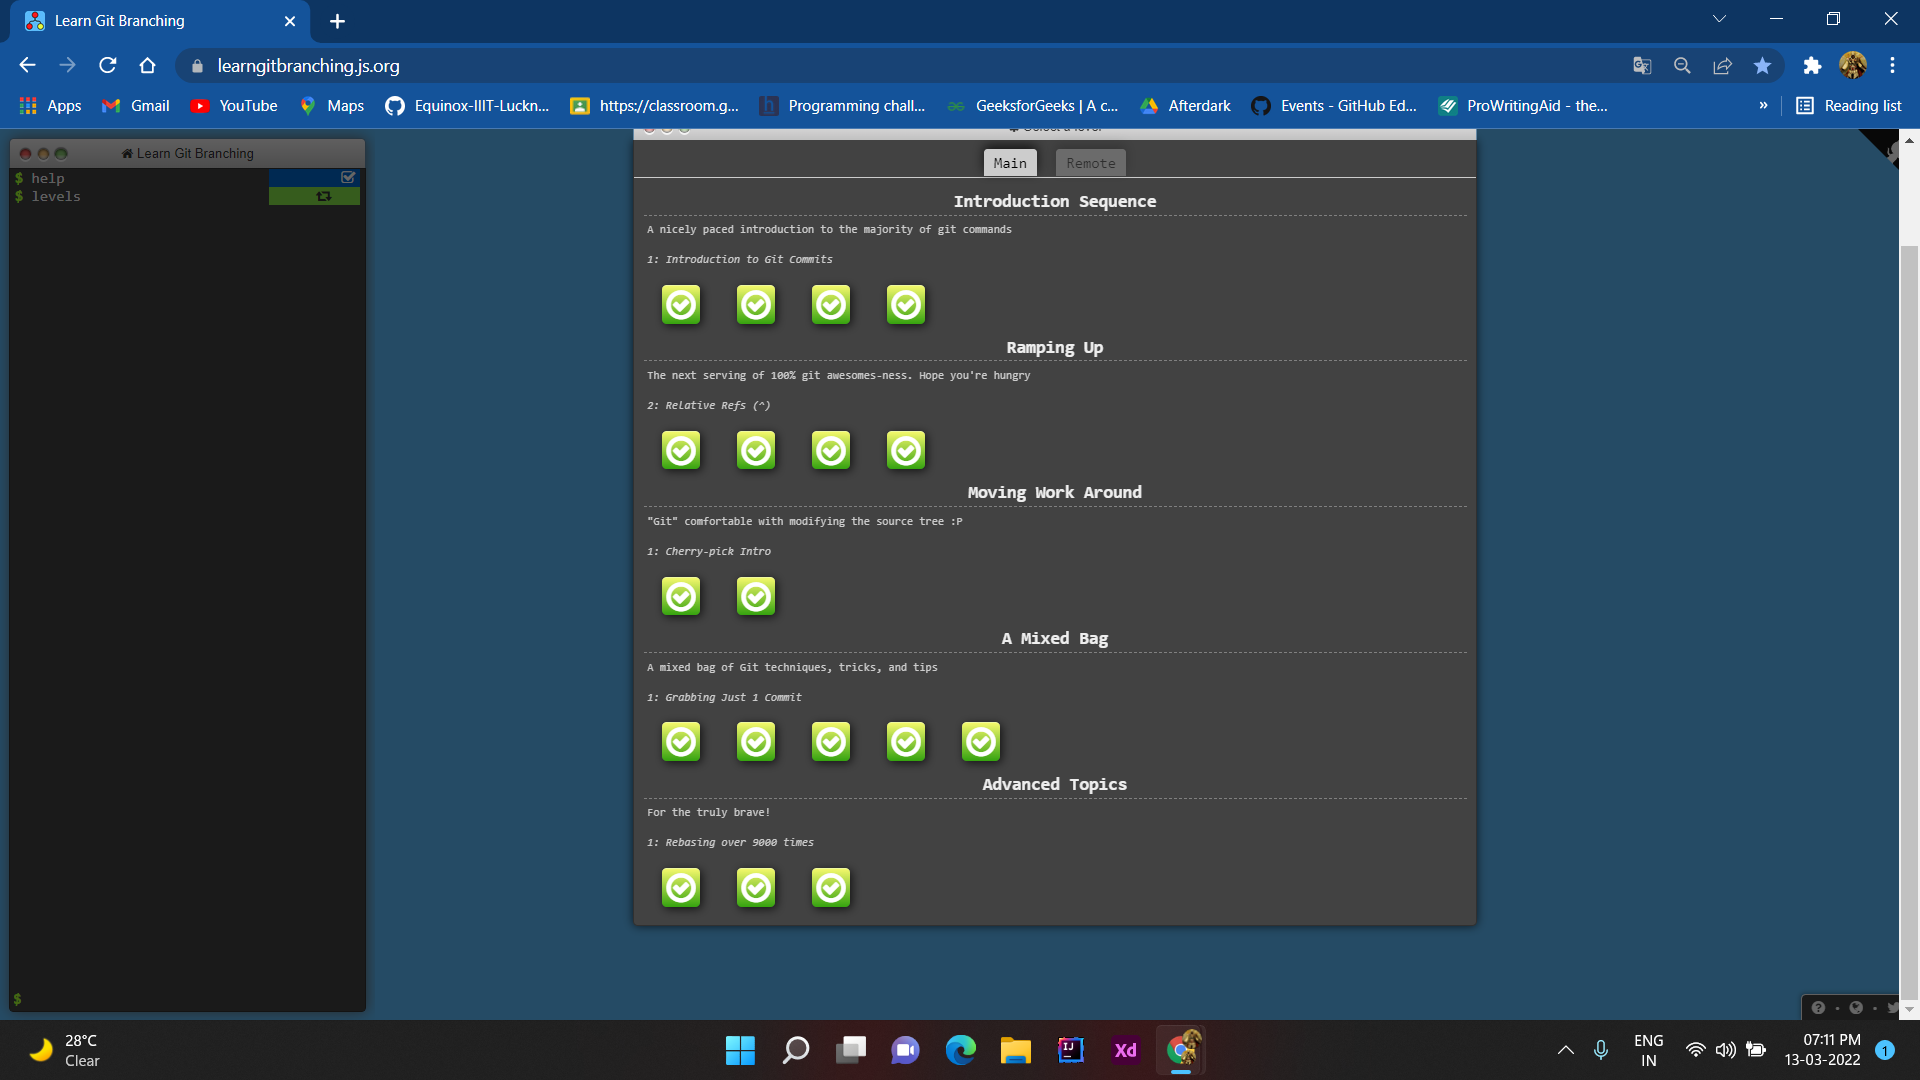 Learn Git Branching
learngitbranching.js.org
Apps
Gmail
YouTube
Maps
Equinox-IIIT-Luckn...
https://classroom.g...
Programming chall...
GeeksforGeeks | A c...
Afterdark
Events - GitHub Ed...
ProWritingAid - the...
»
Reading list
Learn Git Branching
$ help
$ levels
$
Select a level
Main
Remote
Introduction Sequence
A nicely paced introduction to the majority of git commands
1: Introduction to Git Commits
Ramping Up
The next serving of 100% git awesomes-ness. Hope you're hungry
2: Relative Refs (^)
Moving Work Around
"Git" comfortable with modifying the source tree :P
1: Cherry-pick Intro
A Mixed Bag
A mixed bag of Git techniques, tricks, and tips
1: Grabbing Just 1 Commit
Advanced Topics
For the truly brave!
1: Rebasing over 9000 times
28°C
Clear
IJ
Xd
ENG
IN
07:11 PM
13-03-2022
1